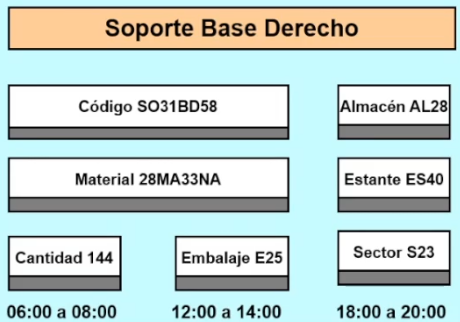 Soporte Base Derecho
Código SO31BD58
Almacén AL28
Material 28MA33NA
Estante ES40
Cantidad 144
Embalaje E25
Sector S23
06:00 a 08:00
12:00 a 14:00
18:00 a 20:00